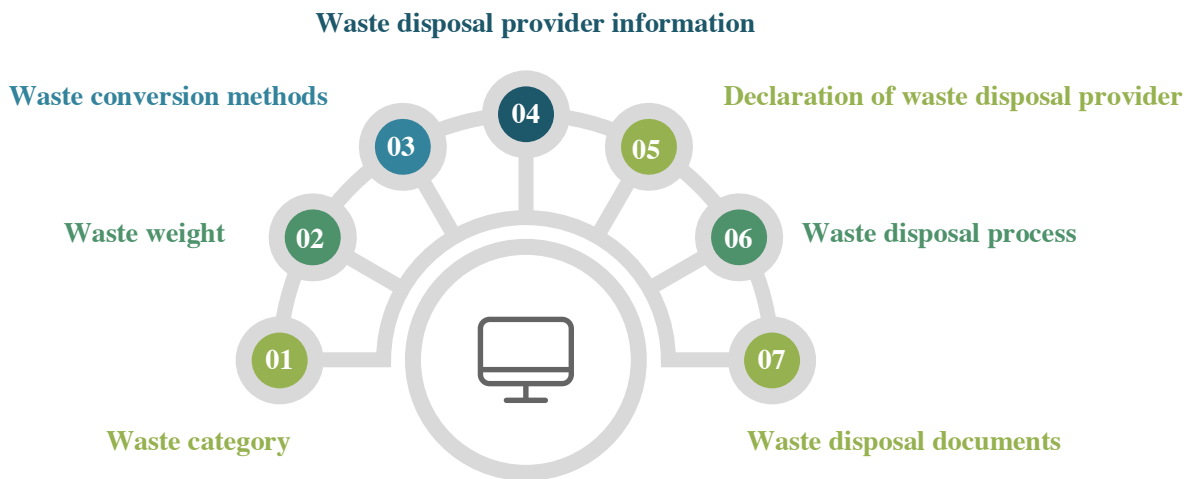 Waste disposal provider information
Waste conversion methods
Declaration of waste disposal provider
04
03
05
Waste weight
02
06
Waste disposal process
01
07
Waste category
Waste disposal documents